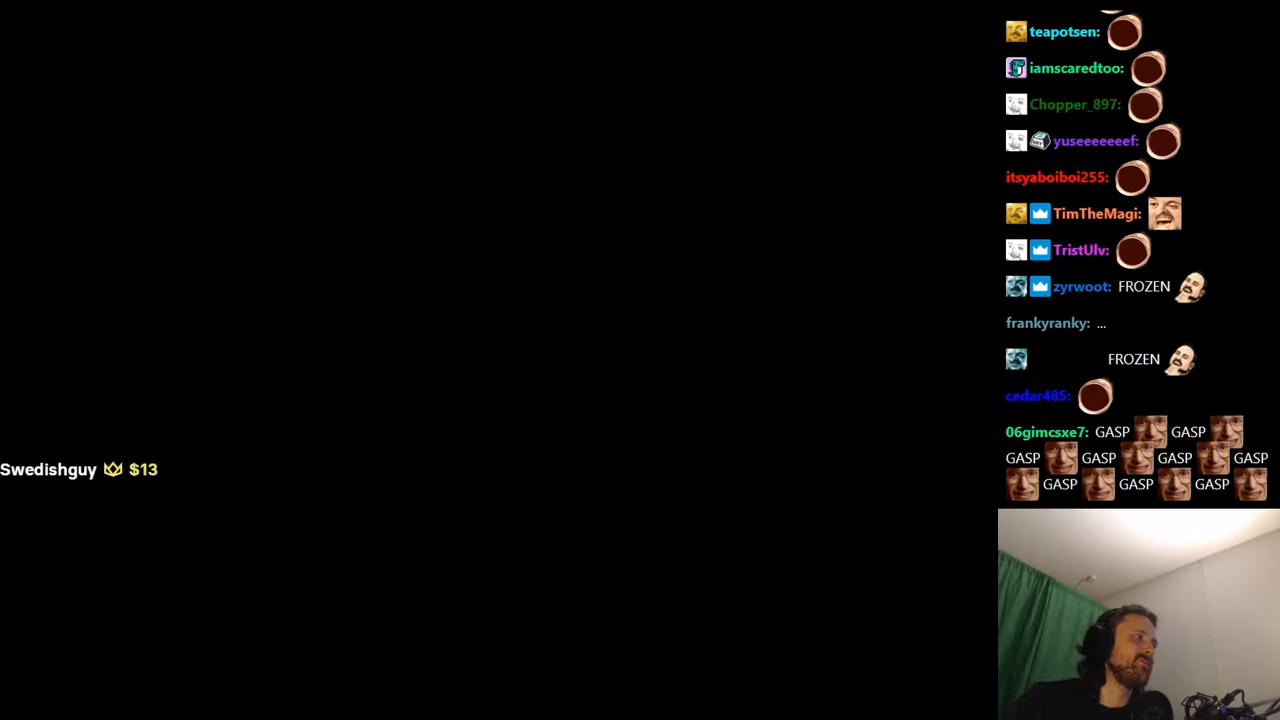 teapotsen:
iamscaredtoo:
Chopper_897:
yuseeeeeeef:
itsyaboiboi255:
TimTheMagi:
TristUlv:
zyrwoot: FROZEN
frankyranky: ...
FROZEN
cedar485:
06gimcsxe7: GASP GASP
GASP GASP GASP GASP
GASP GASP GASP
Swedishguy $13